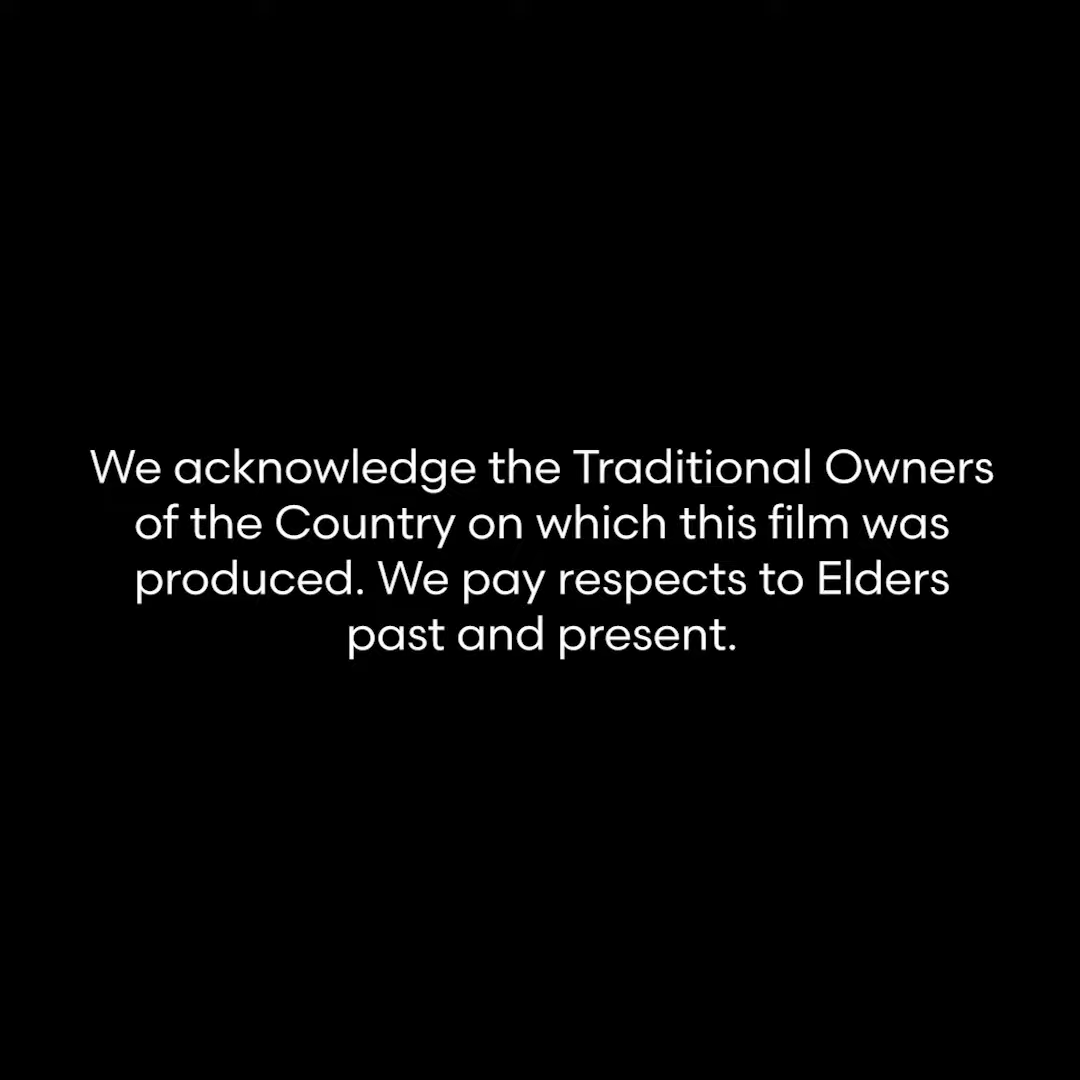 We acknowledge the Traditional Owners
of the Country on which this film was
produced. We pay respects to Elders
past and present.